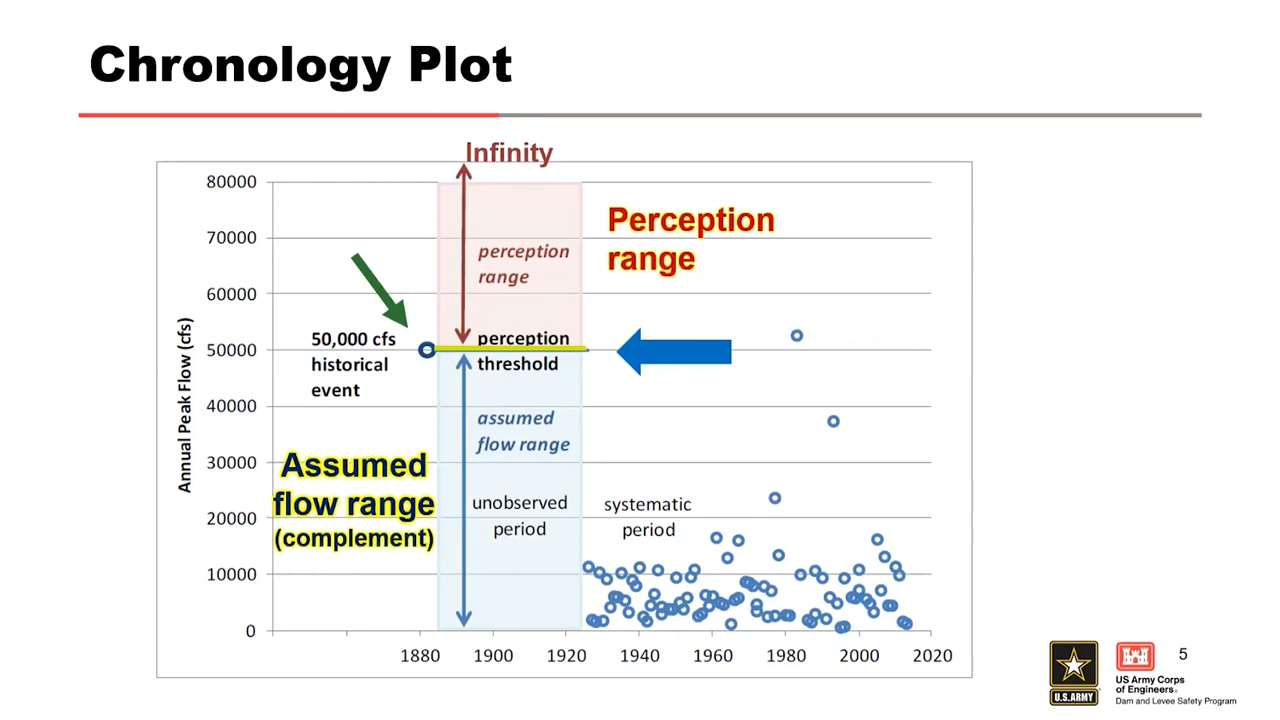 Chronology Plot
Infinity
80000
70000
60000
50000
40000
30000
20000
10000
0
Annual Peak Flow (cfs)
1880
1900
1920
1940
1960
1980
2000
2020
perception
range
Perception
range
50,000 cfs
historical
event
perception
threshold
assumed
flow range
Assumed
flow range
(complement)
unobserved
period
systematic
period
U.S.ARMY
US Army Corps
of Engineers®
Dam and Levee Safety Program
5